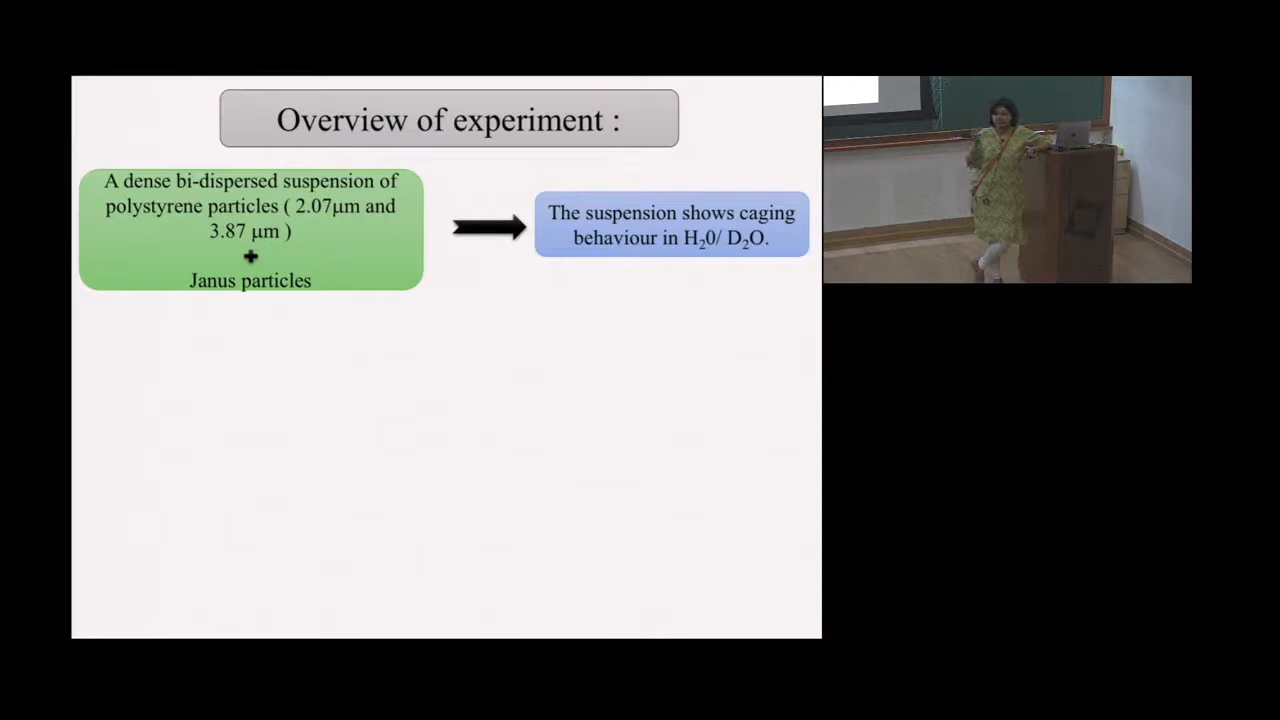 Overview of experiment :
A dense bi-dispersed suspension of
polystyrene particles ( 2.07μm and
3.87 μm )
+
Janus particles
The suspension shows caging
behaviour in H20/ D2O.